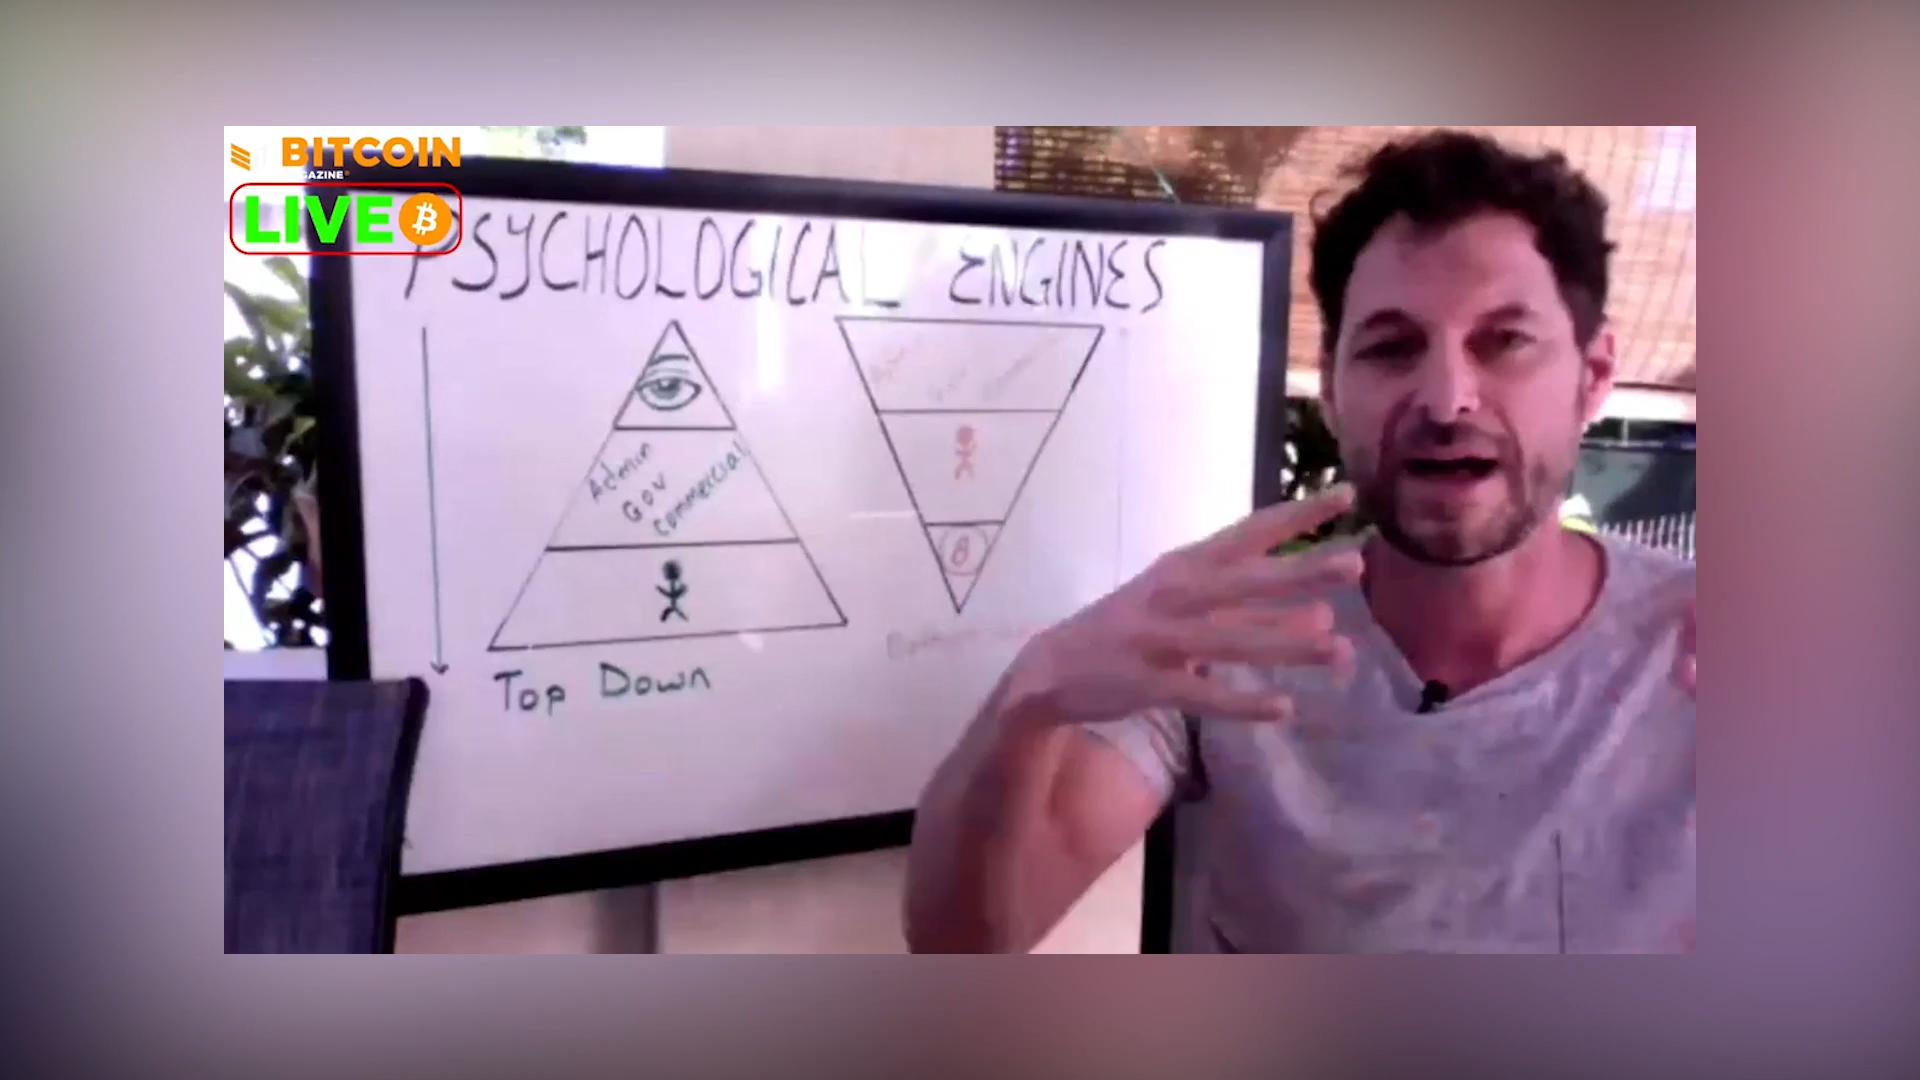 BITCOIN
AZINE
LIVE
PSYCHOLOGICAL ENGINES
Admin
Gov
Commercial
B
Top Down